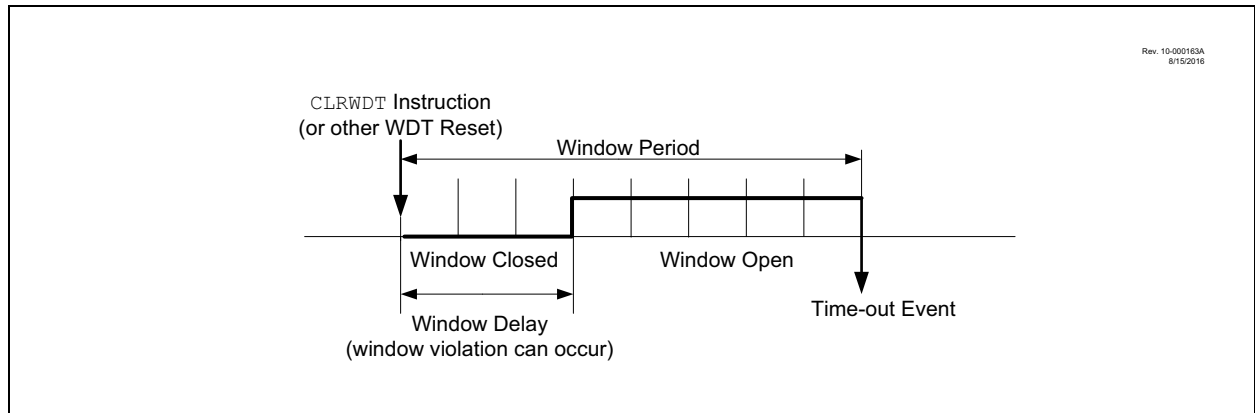 Rev. 10-000163A
8/15/2016
CLRWDT Instruction
(or other WDT Reset)
Window Period
Window Closed
Window Open
Window Delay
(window violation can occur)
Time-out Event